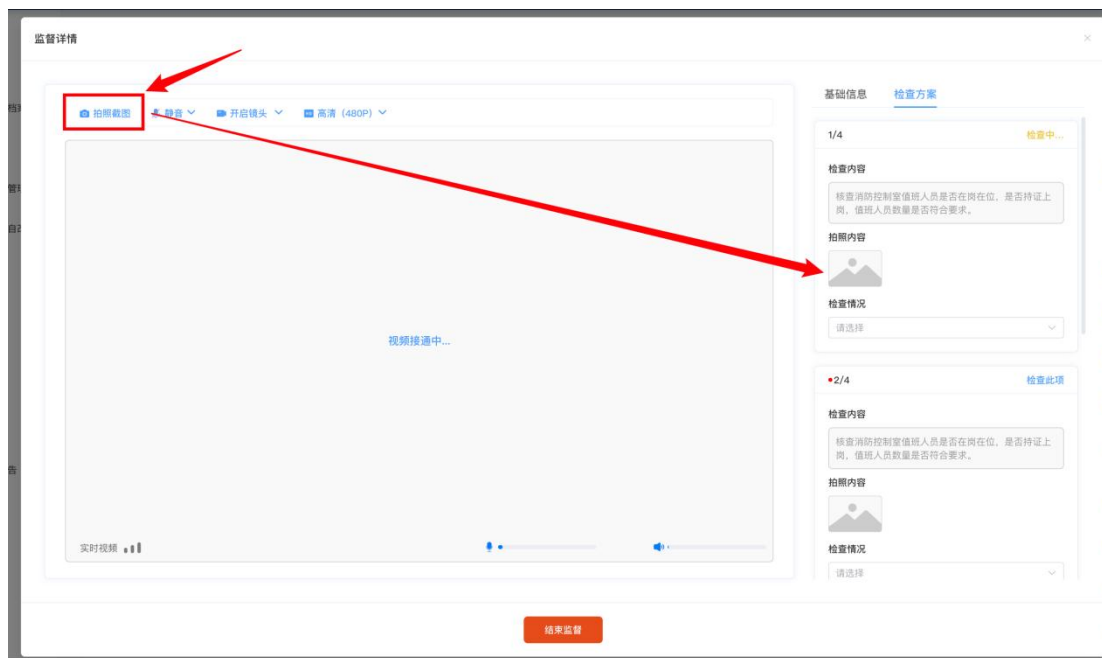 监督详情
拍照截图 静音 开启镜头 高清（480P）
视频接通中...
实时视频
基础信息 检查方案
1/4 检查中...
检查内容
核查消防控制室值班人员是否在岗在位，是否持证上
岗，值班人员数量是否符合要求。
拍照内容
检查情况
请选择
2/4 检查此项
检查内容
核查消防控制室值班人员是否在岗在位，是否持证上
岗，值班人员数量是否符合要求。
拍照内容
检查情况
请选择
结束监督
告